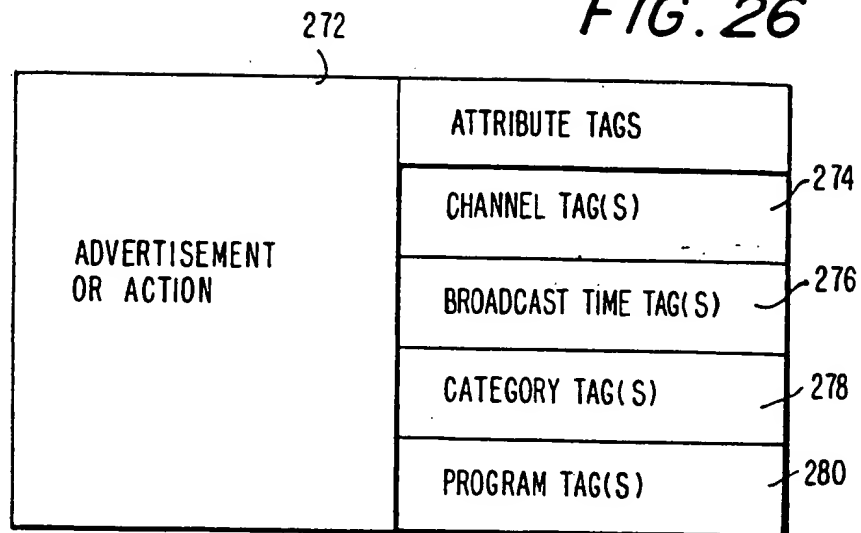 FIG. 26
272
ADVERTISEMENT
OR ACTION
ATTRIBUTE TAGS
CHANNEL TAG(S)
274
BROADCAST TIME TAG(S)
276
CATEGORY TAG(S)
278
PROGRAM TAG(S)
280